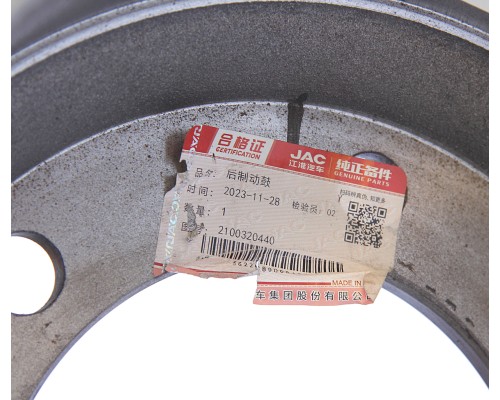 合格证
CERTIFICATION
JAC
江淮汽车
纯正备件
GENUINE PARTS
品名: 后制动鼓
时间: 2023-11-28 检验员: 02
数量: 1
2100320440
MADE IN
车集团股份有限公司